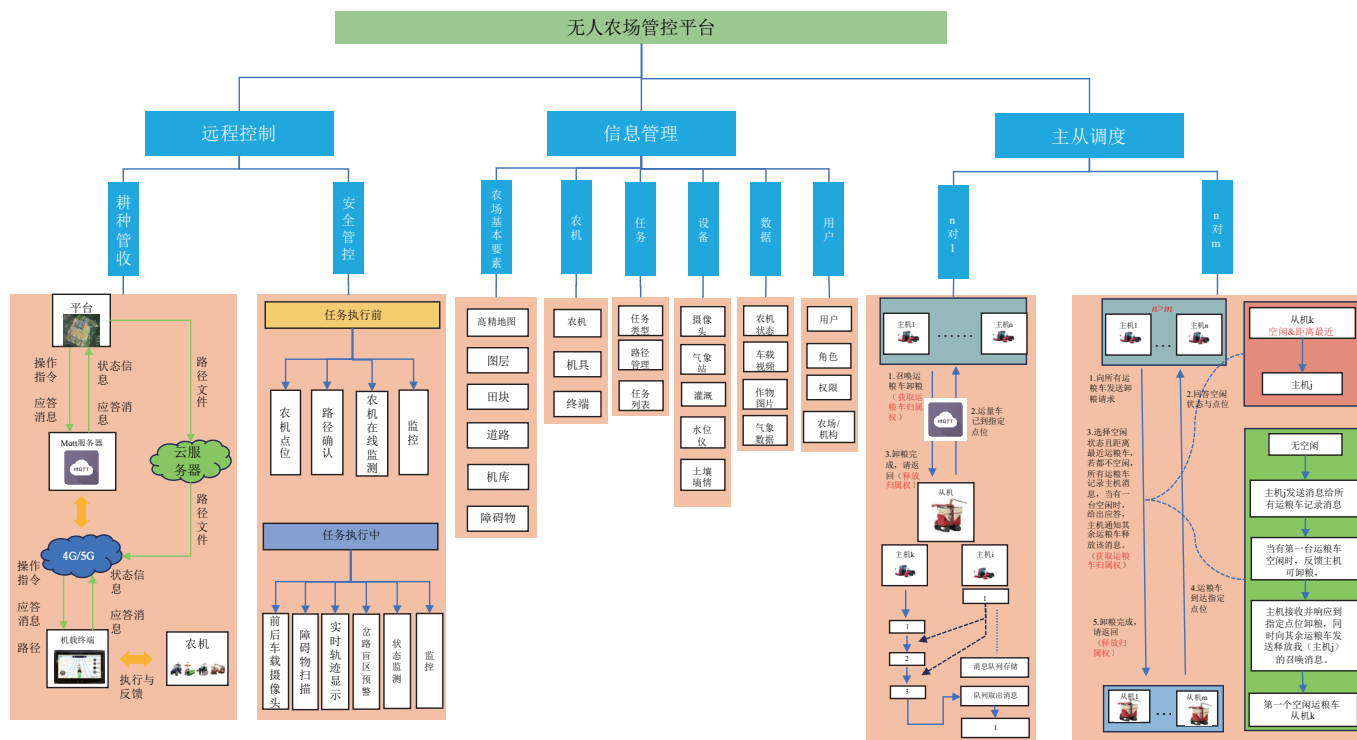 无人农场管控平台
远程控制
信息管理
主从调度
耕种管收
安全管控
农场基本要素
农机
任务
设备
数据
用户
n对1
n对m
平台
操作
指令
状态信
息
应答
消息
应答消息
路径文件
Mott服务器
HQTT
云服
务器
路径文件
4G/5G
操作
指令
状态信
息
应答
消息
应答消
息
路径
机载终端
执行与
反馈
农机
任务执行前
农机点位
路径确认
农机在线监测
监控
任务执行中
前后车载摄像头
障碍物扫描
实时轨迹显示
岔路盲区预警
状态监测
监控
高精地图
图层
田块
道路
机库
障碍物
农机
机具
终端
任务
类型
路径
管理
任务
列表
摄像
头
气象
站
灌溉
水位
仪
土壤
墒情
农机
状态
车载
视频
作物
图片
气象
数据
用户
角色
权限
农场/
机构
主机1
······
主机n
1.召唤运
粮车卸粮
（获取运
粮车归属
权）
HQTT
2.运量车
已到指定
点位
3.卸粮完
成，请返
回（释放
归属权）
从机
主机k
主机i
1
1
2
3
消息队列存储
队列取出消息
1
n>m
主机1
···
主机n
1.向所有运
粮车发送卸
粮请求
2.回答空闲
状态与点位
3.选择空闲
状态且距离
最近运粮车，
若都不空闲，
所有运粮车
记录主机消
息，当有一
台空闲时，
给出应答，
主机通知其
余运粮车释
放该消息。
（获取运粮
车归属权）
4.运粮车
到达指定
点位
5.卸粮完成，
请返回
（释放归
属权）
从机1
···
从机m
从机k
空闲&距离最近
主机j
无空闲
主机j发送消息给所
有运粮车记录消息
当有第一台运粮车
空闲时，反馈主机
可卸粮，
主机接收并响应到
指定点位卸粮，同
时向其余运粮车发
送释放我（主机j）
的召唤消息。
第一个空闲运粮车
从机k